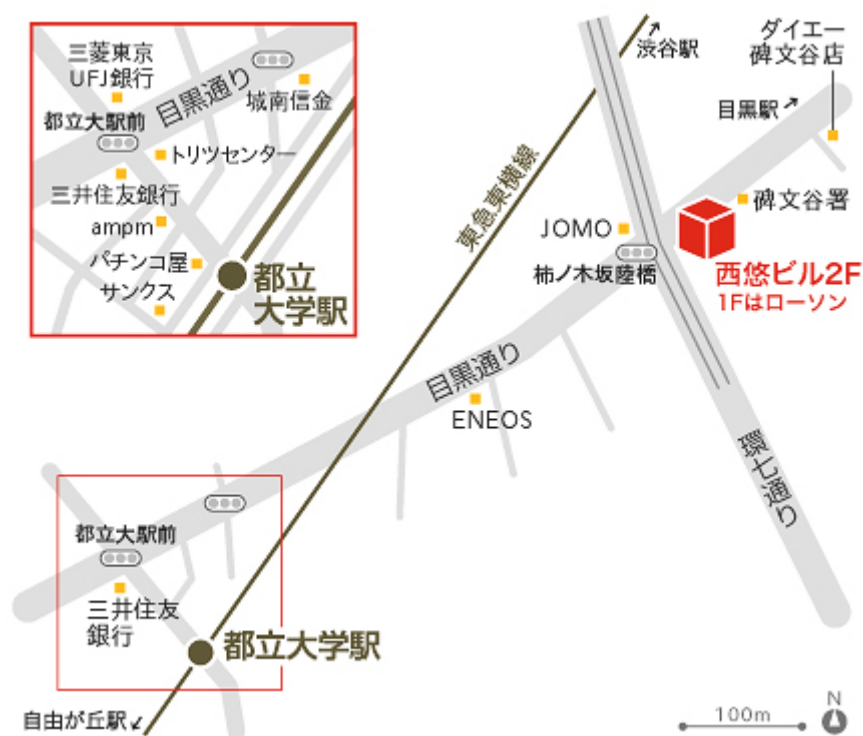 三菱東京
UFJ銀行
目黒通り
城南信金
都立大駅前
トリツセンター
三井住友銀行
ampm
パチンコ屋
サンクス
都立
大学駅
渋谷駅
ダイエー
碑文谷店
目黒駅
東急東横線
JOMO
碑文谷署
柿ノ木坂陸橋
西悠ビル2F
1Fはローソン
目黒通り
ENEOS
環七通り
都立大駅前
三井住友
銀行
都立大学駅
自由が丘駅
100m
N